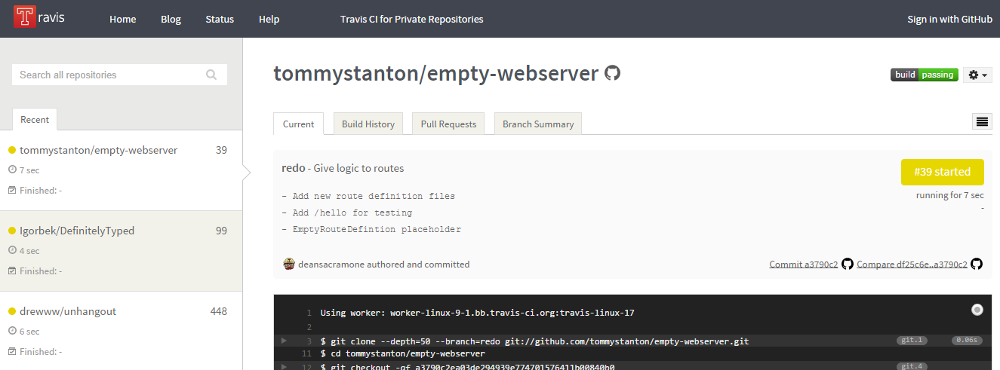 Travis Home Blog Status Help Travis CI for Private Repositories Sign in with GitHub
Search all repositories
Recent
tommystanton/empty-webserver 39
7 sec
Finished: -
Igorbek/DefinitelyTyped 99
4 sec
Finished: -
drewww/unhangout 448
6 sec
Finished: -
tommystanton/empty-webserver
build passing
Current Build History Pull Requests Branch Summary
redo - Give logic to routes
- Add new route definition files
- Add /hello for testing
- EmptyRouteDefintion placeholder
#39 started
running for 7 sec
-
deansacramone authored and committed
Commit a3790c2 Compare df25c6e..a3790c2
1 Using worker: worker-linux-9-1.bb.travis-ci.org:travis-linux-17
2
3 $ git clone --depth=50 --branch=redo git://github.com/tommystanton/empty-webserver.git git.1 0.06s
11 $ cd tommystanton/empty-webserver
12 $ git checkout -qf a3790c2ea03de294939e774701576411b00840b0 git.4